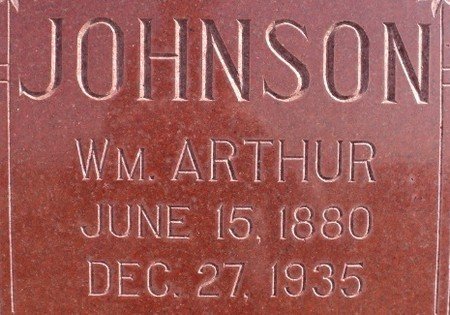 JOHNSON
WM. ARTHUR
JUNE 15, 1880
DEC. 27, 1935